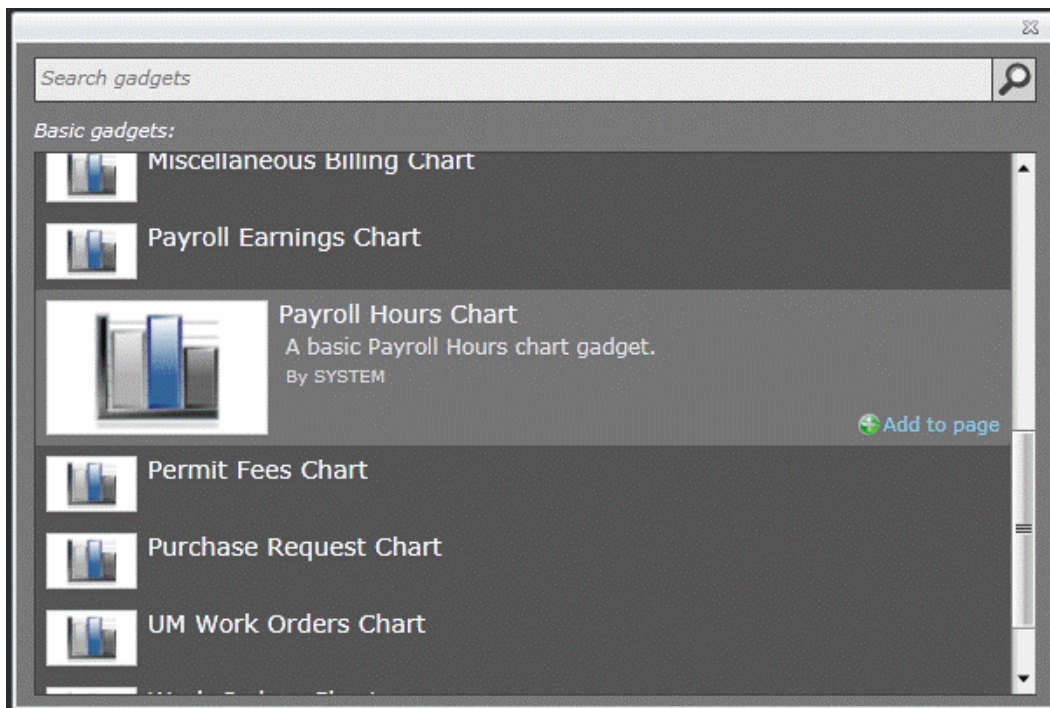 Search gadgets
Basic gadgets:
Miscellaneous Billing Chart
Payroll Earnings Chart
Payroll Hours Chart
A basic Payroll Hours chart gadget.
By SYSTEM
Add to page
Permit Fees Chart
Purchase Request Chart
UM Work Orders Chart